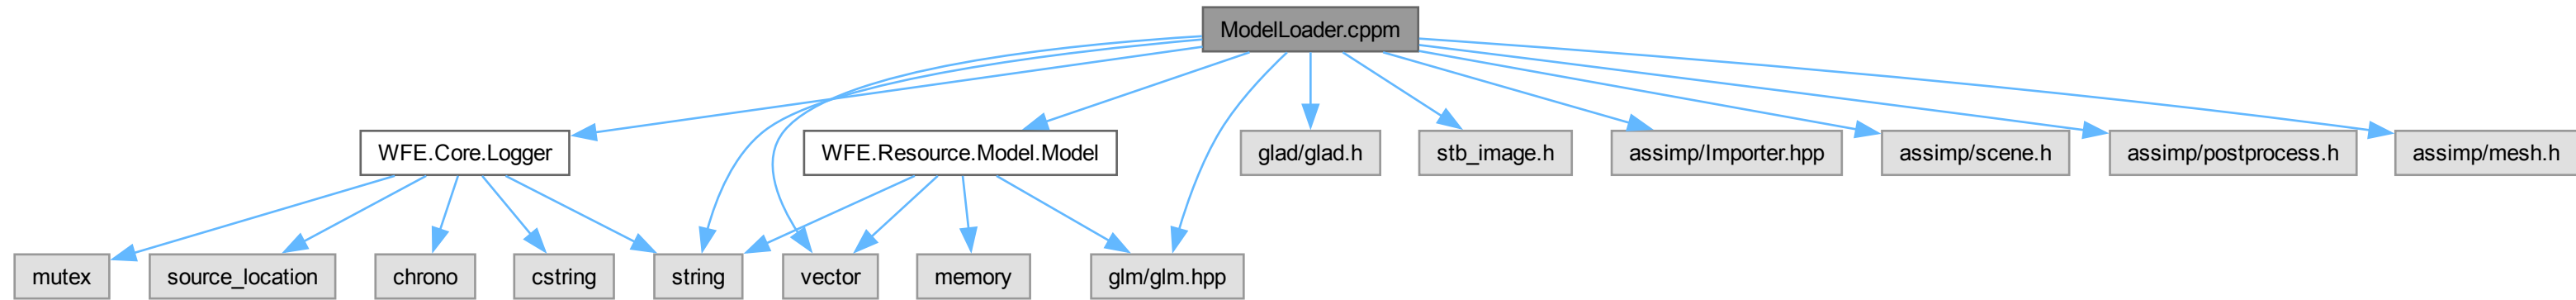 ModelLoader.cppm
WFE.Core.Logger
WFE.Resource.Model.Model
glad/glad.h
stb_image.h
assimp/Importer.hpp
assimp/scene.h
assimp/postprocess.h
assimp/mesh.h
mutex
source_location
chrono
cstring
string
vector
memory
glm/glm.hpp